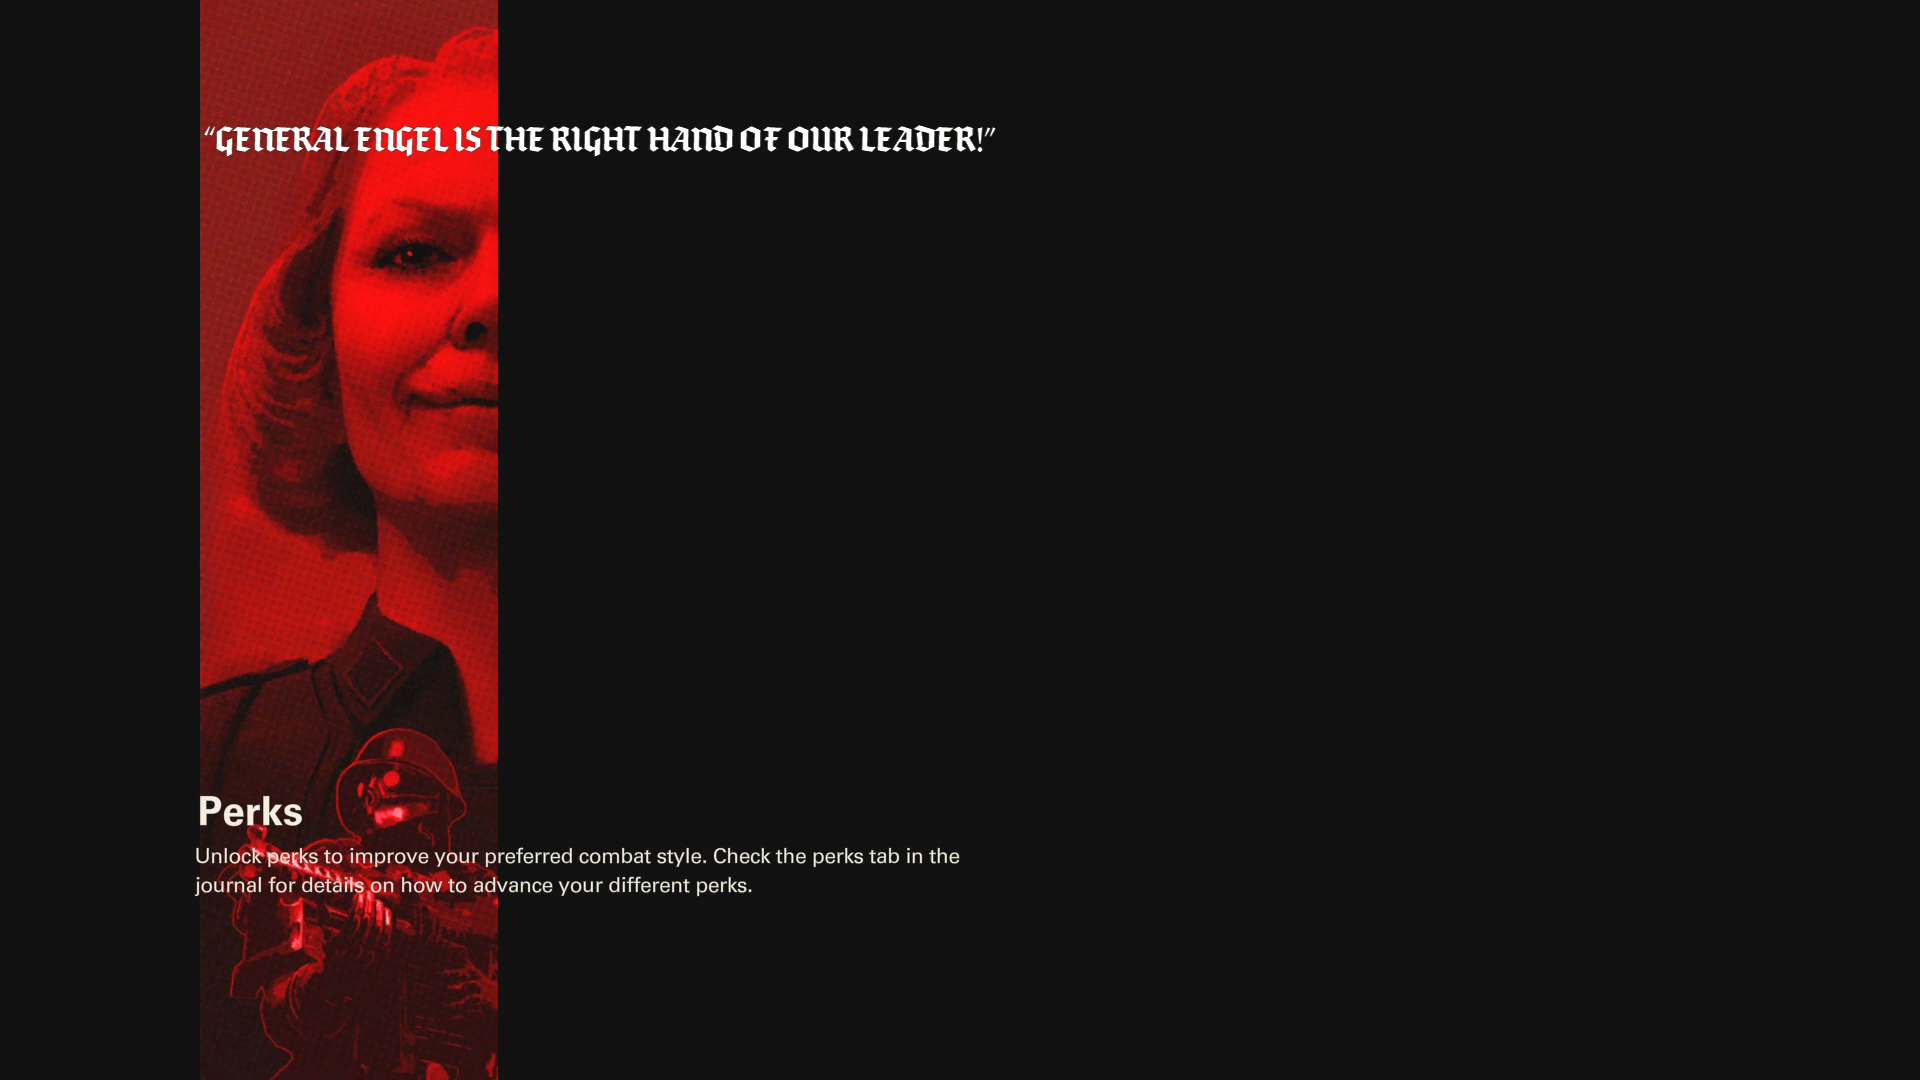 “GENERAL ENGEL IS THE RIGHT HAND OF OUR LEADER!”
Perks
Unlock perks to improve your preferred combat style. Check the perks tab in the
journal for details on how to advance your different perks.